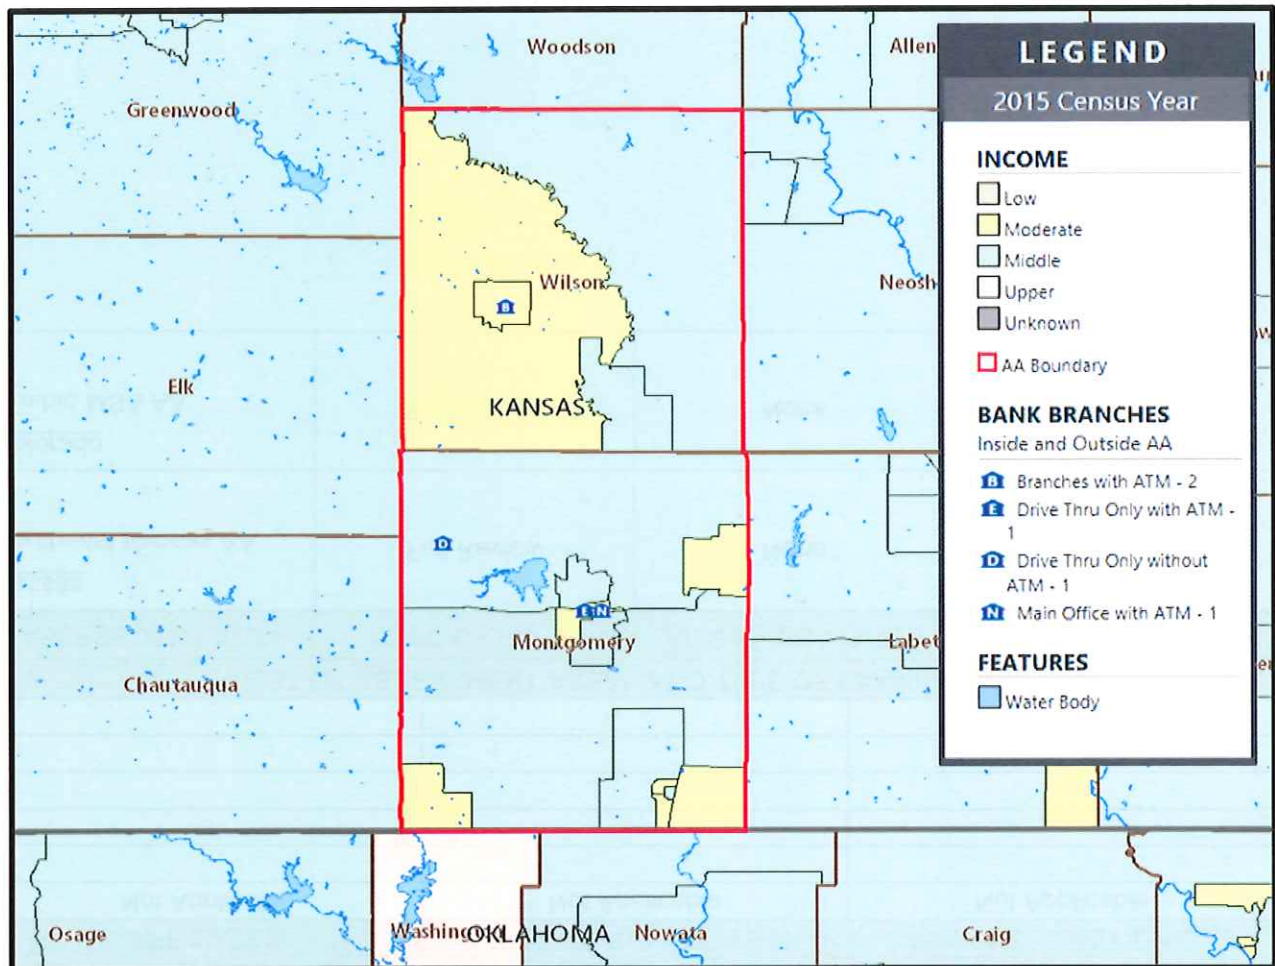 Woodson
Allen
Greenwood
Wilson
Neosh
Elk
KANSAS
D
B
E N
Montgomery
Labet
Chautauqua
Osage
Washington
OKLAHOMA
Nowata
Craig
LEGEND
2015 Census Year
INCOME
Low
Moderate
Middle
Upper
Unknown
AA Boundary
BANK BRANCHES
Inside and Outside AA
B Branches with ATM - 2
E Drive Thru Only with ATM -
1
D Drive Thru Only without
ATM - 1
N Main Office with ATM - 1
FEATURES
Water Body